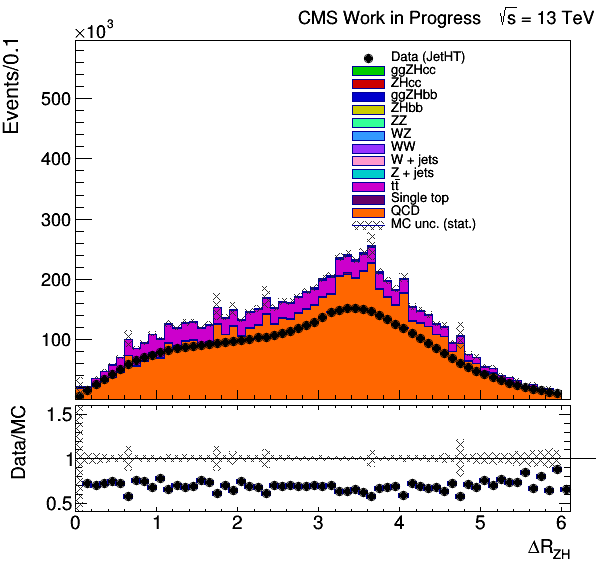 CMS Work in Progress √s = 13 TeV
×10³
Events/0.1
Data (JetHT)
ggZHcc
ZHcc
ggZHbb
ZHbb
ZZ
WZ
WW
W + jets
Z + jets
tt̄
Single top
QCD
MC unc. (stat.)
500
400
300
200
100
Data/MC
1.5
1
0.5
0 1 2 3 4 5 6
ΔR_ZH